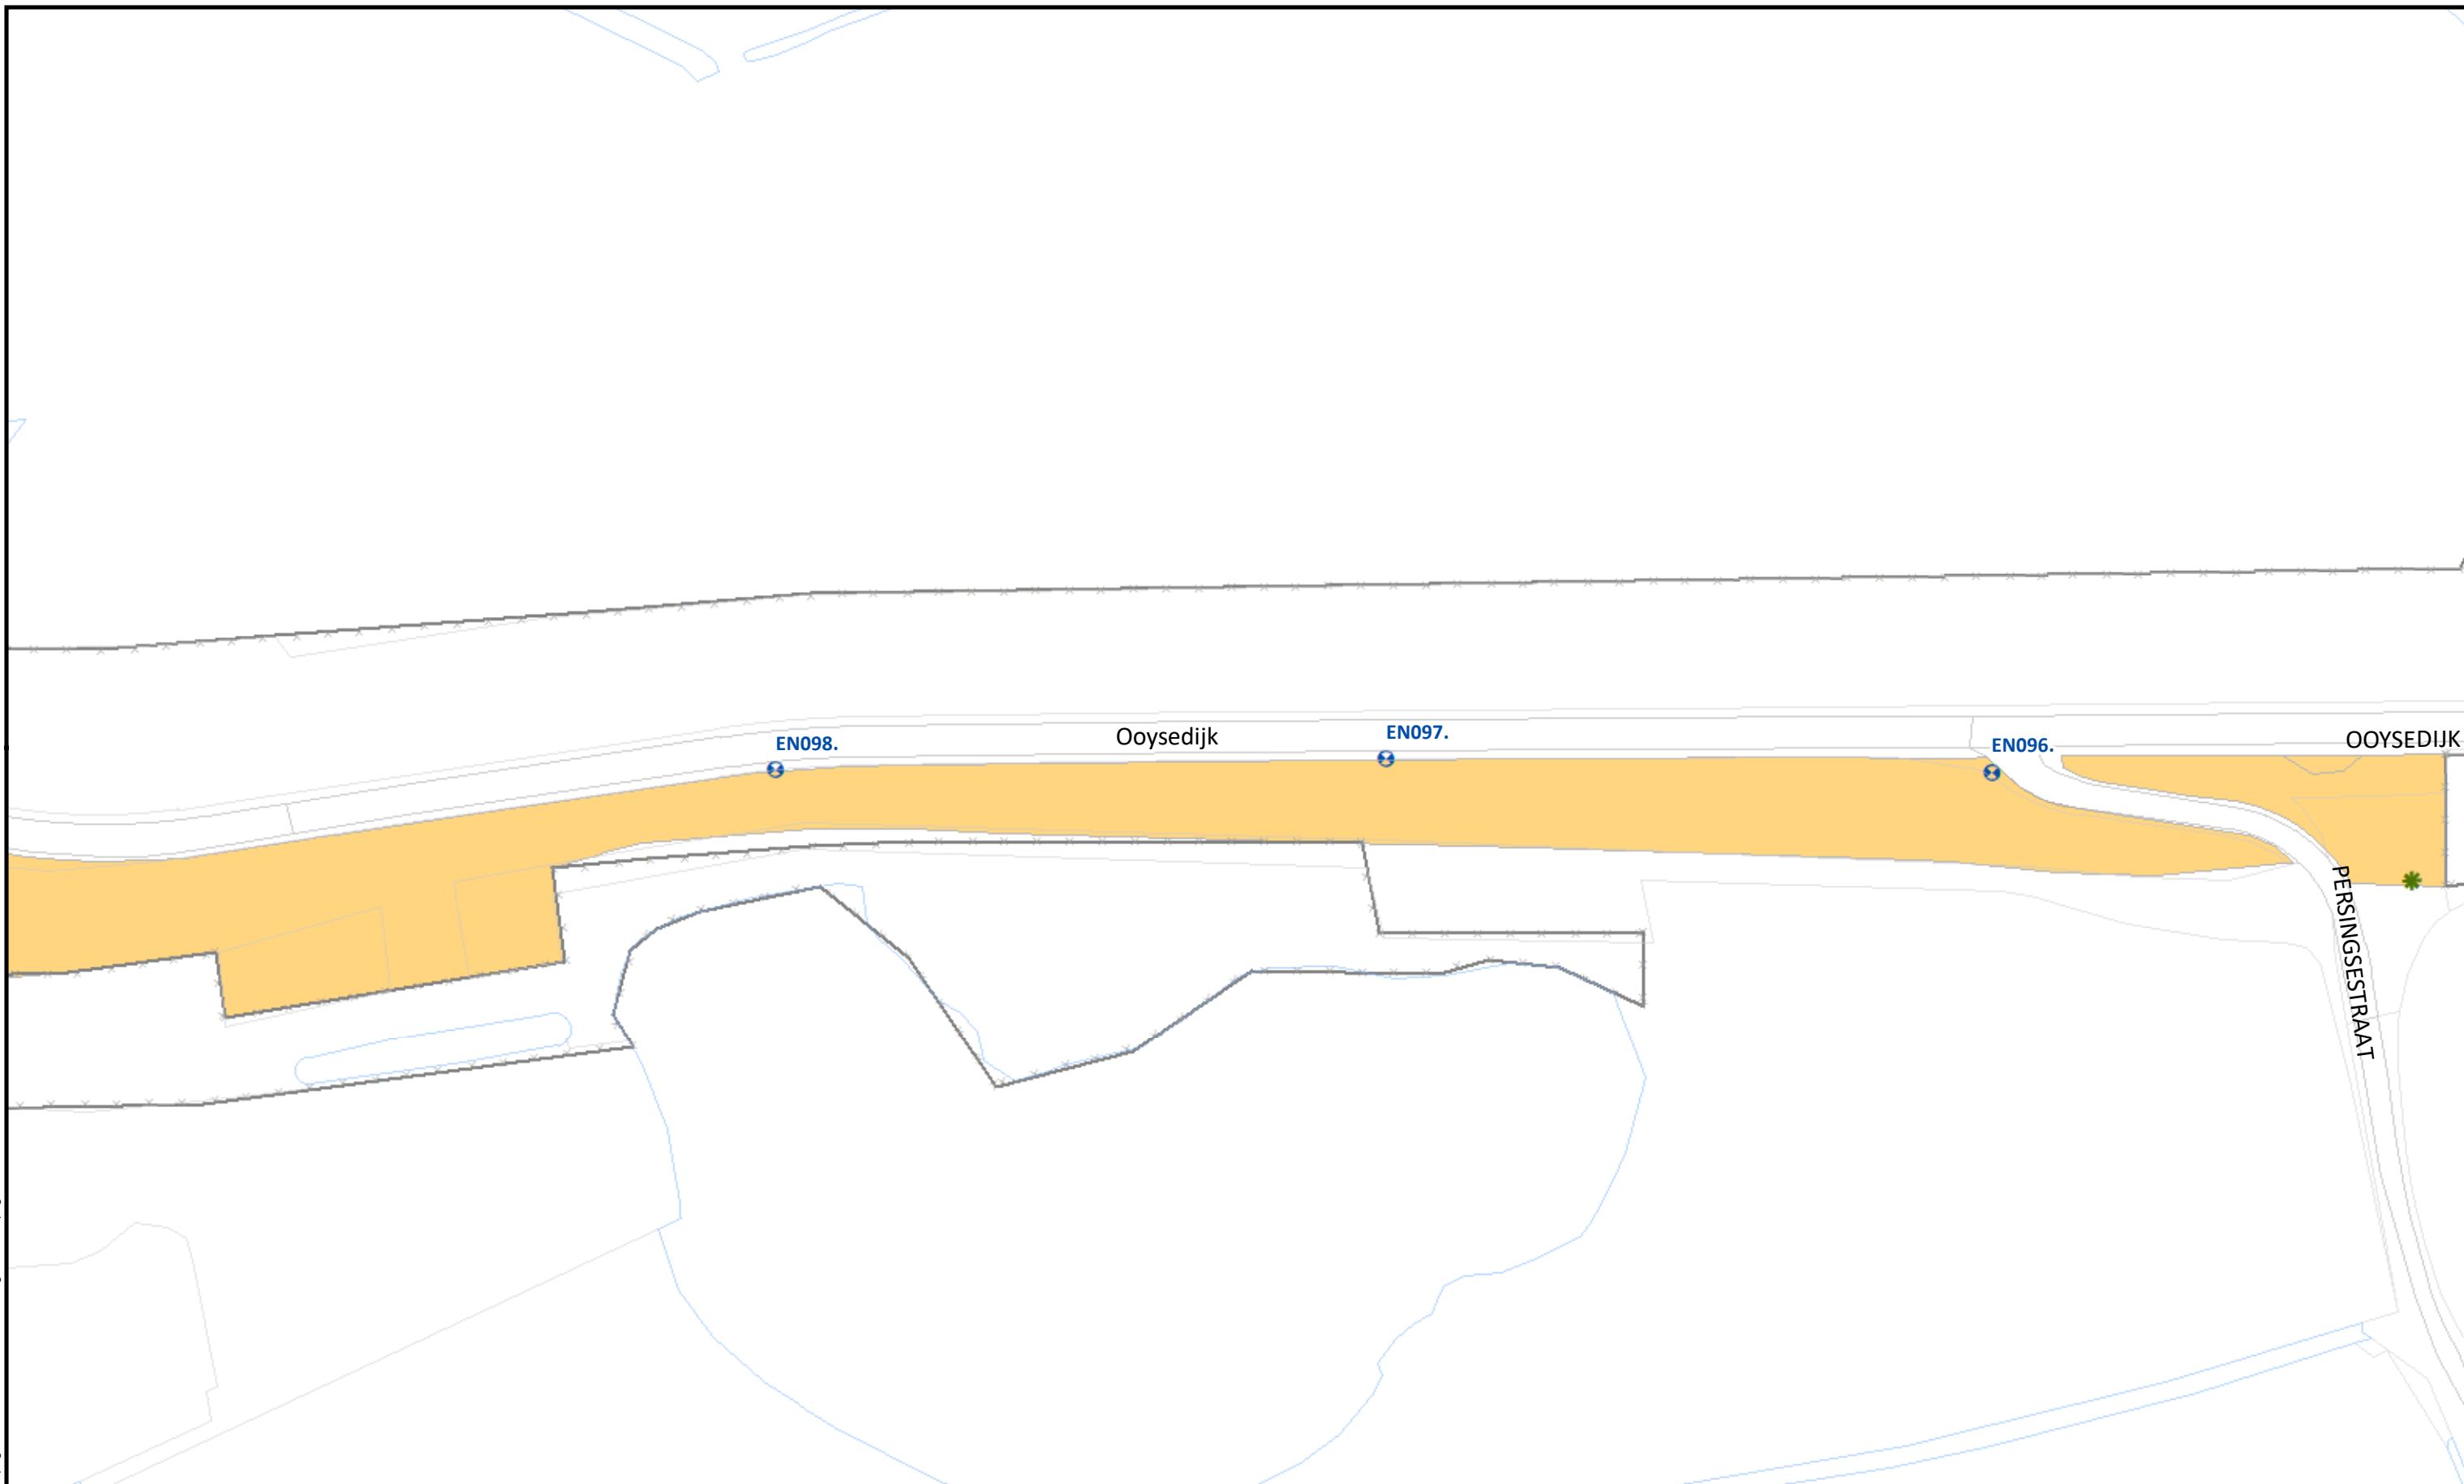 EN097.
Ooysedijk
EN098.
EN096.
OOYSEDIJK
PERSINGSESTRAAT